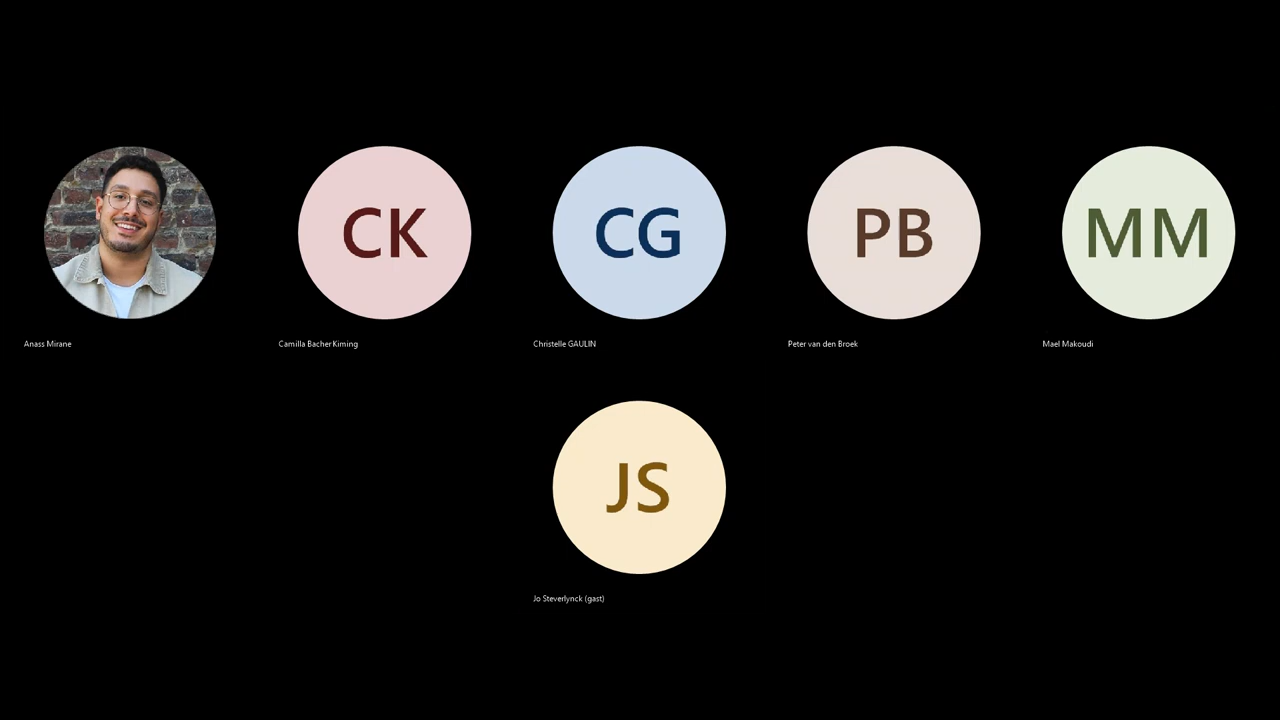 CK
CG
PB
MM
Anass Mirane
Camilla Bacher Kiming
Christelle GAULIN
Peter van den Broek
Mael Makoudi
JS
Jo Steverlynck (gast)